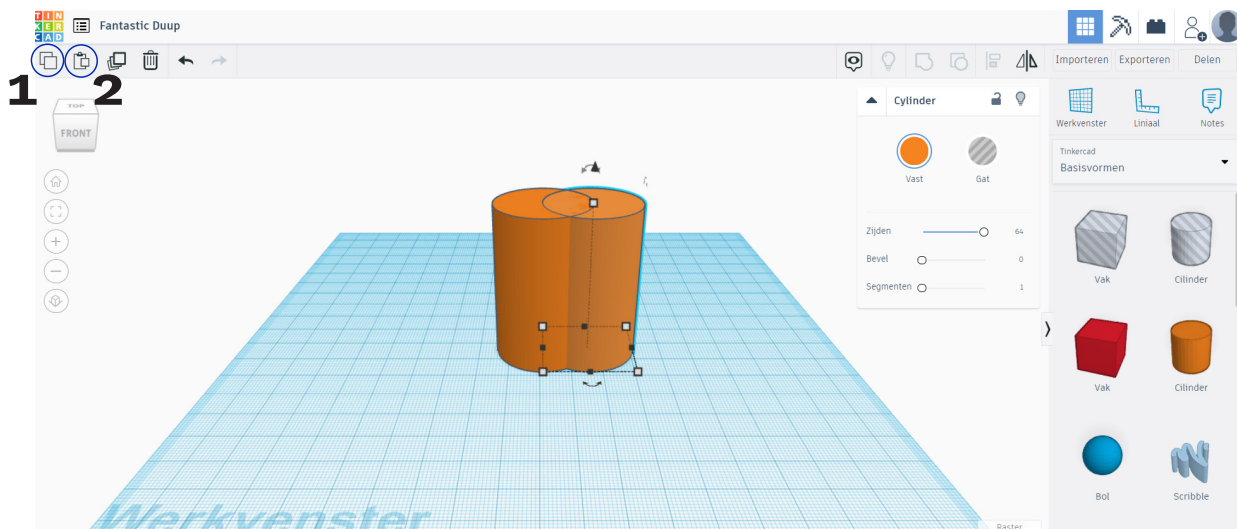 TIN
KER
CAD
Fantastic Duup
1
2
Importeren Exporteren Delen
TOP
FRONT
Cylinder
Vast Gat
Zijden 64
Bevel 0
Segmenten 1
Werkvenster Liniaal Notes
Tinkercad
Basisvormen
Vak Cilinder
Vak Cilinder
Bol Scribble
Werkvenster
Raster